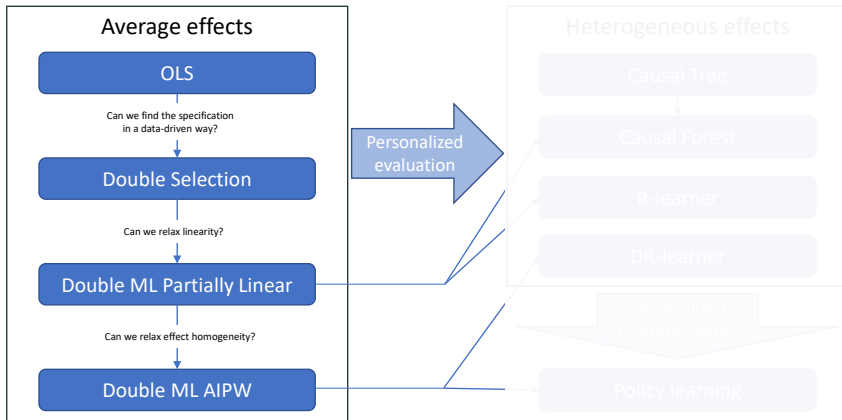 Average effects
OLS
Can we find the specification
in a data-driven way?
Double Selection
Can we relax linearity?
Double ML Partially Linear
Can we relax effect homogeneity?
Double ML AIPW
Personalized
evaluation
Heterogeneous effects
Causal Tree
Causal Forest
R-learner
DR-learner
Personalized
recommendation
Policy learning